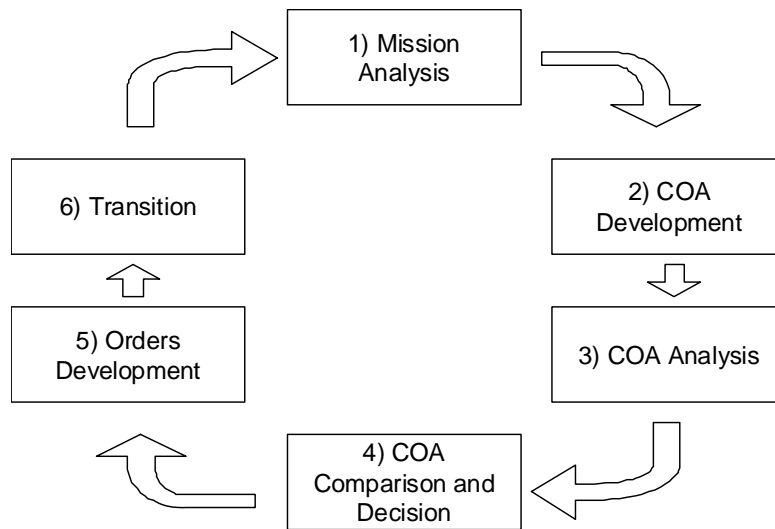 1) Mission
Analysis
2) COA
Development
3) COA Analysis
4) COA
Comparison and
Decision
5) Orders
Development
6) Transition